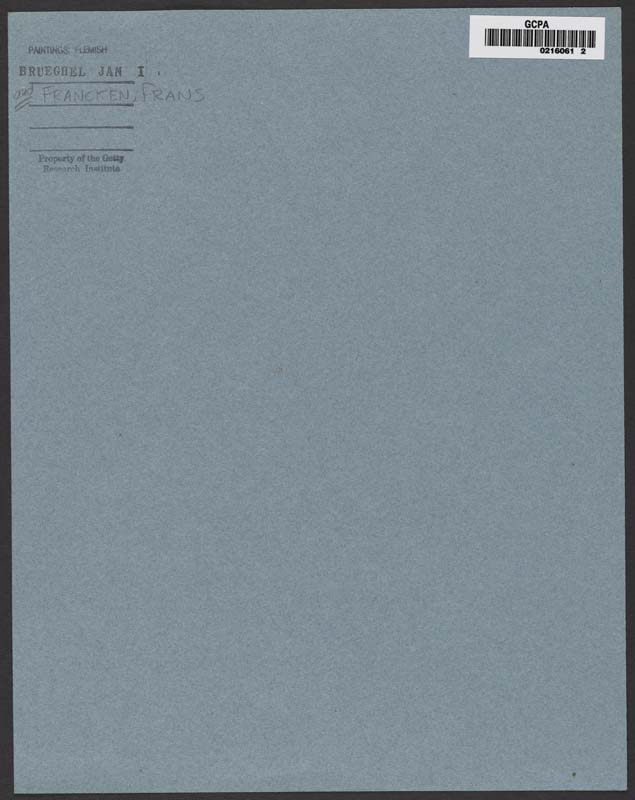 PAINTINGS: FLEMISH
BRUEGHEL JAN I
and FRANCKEN, FRANS
Property of the Getty
Research Institute
GCPA
0216061 2